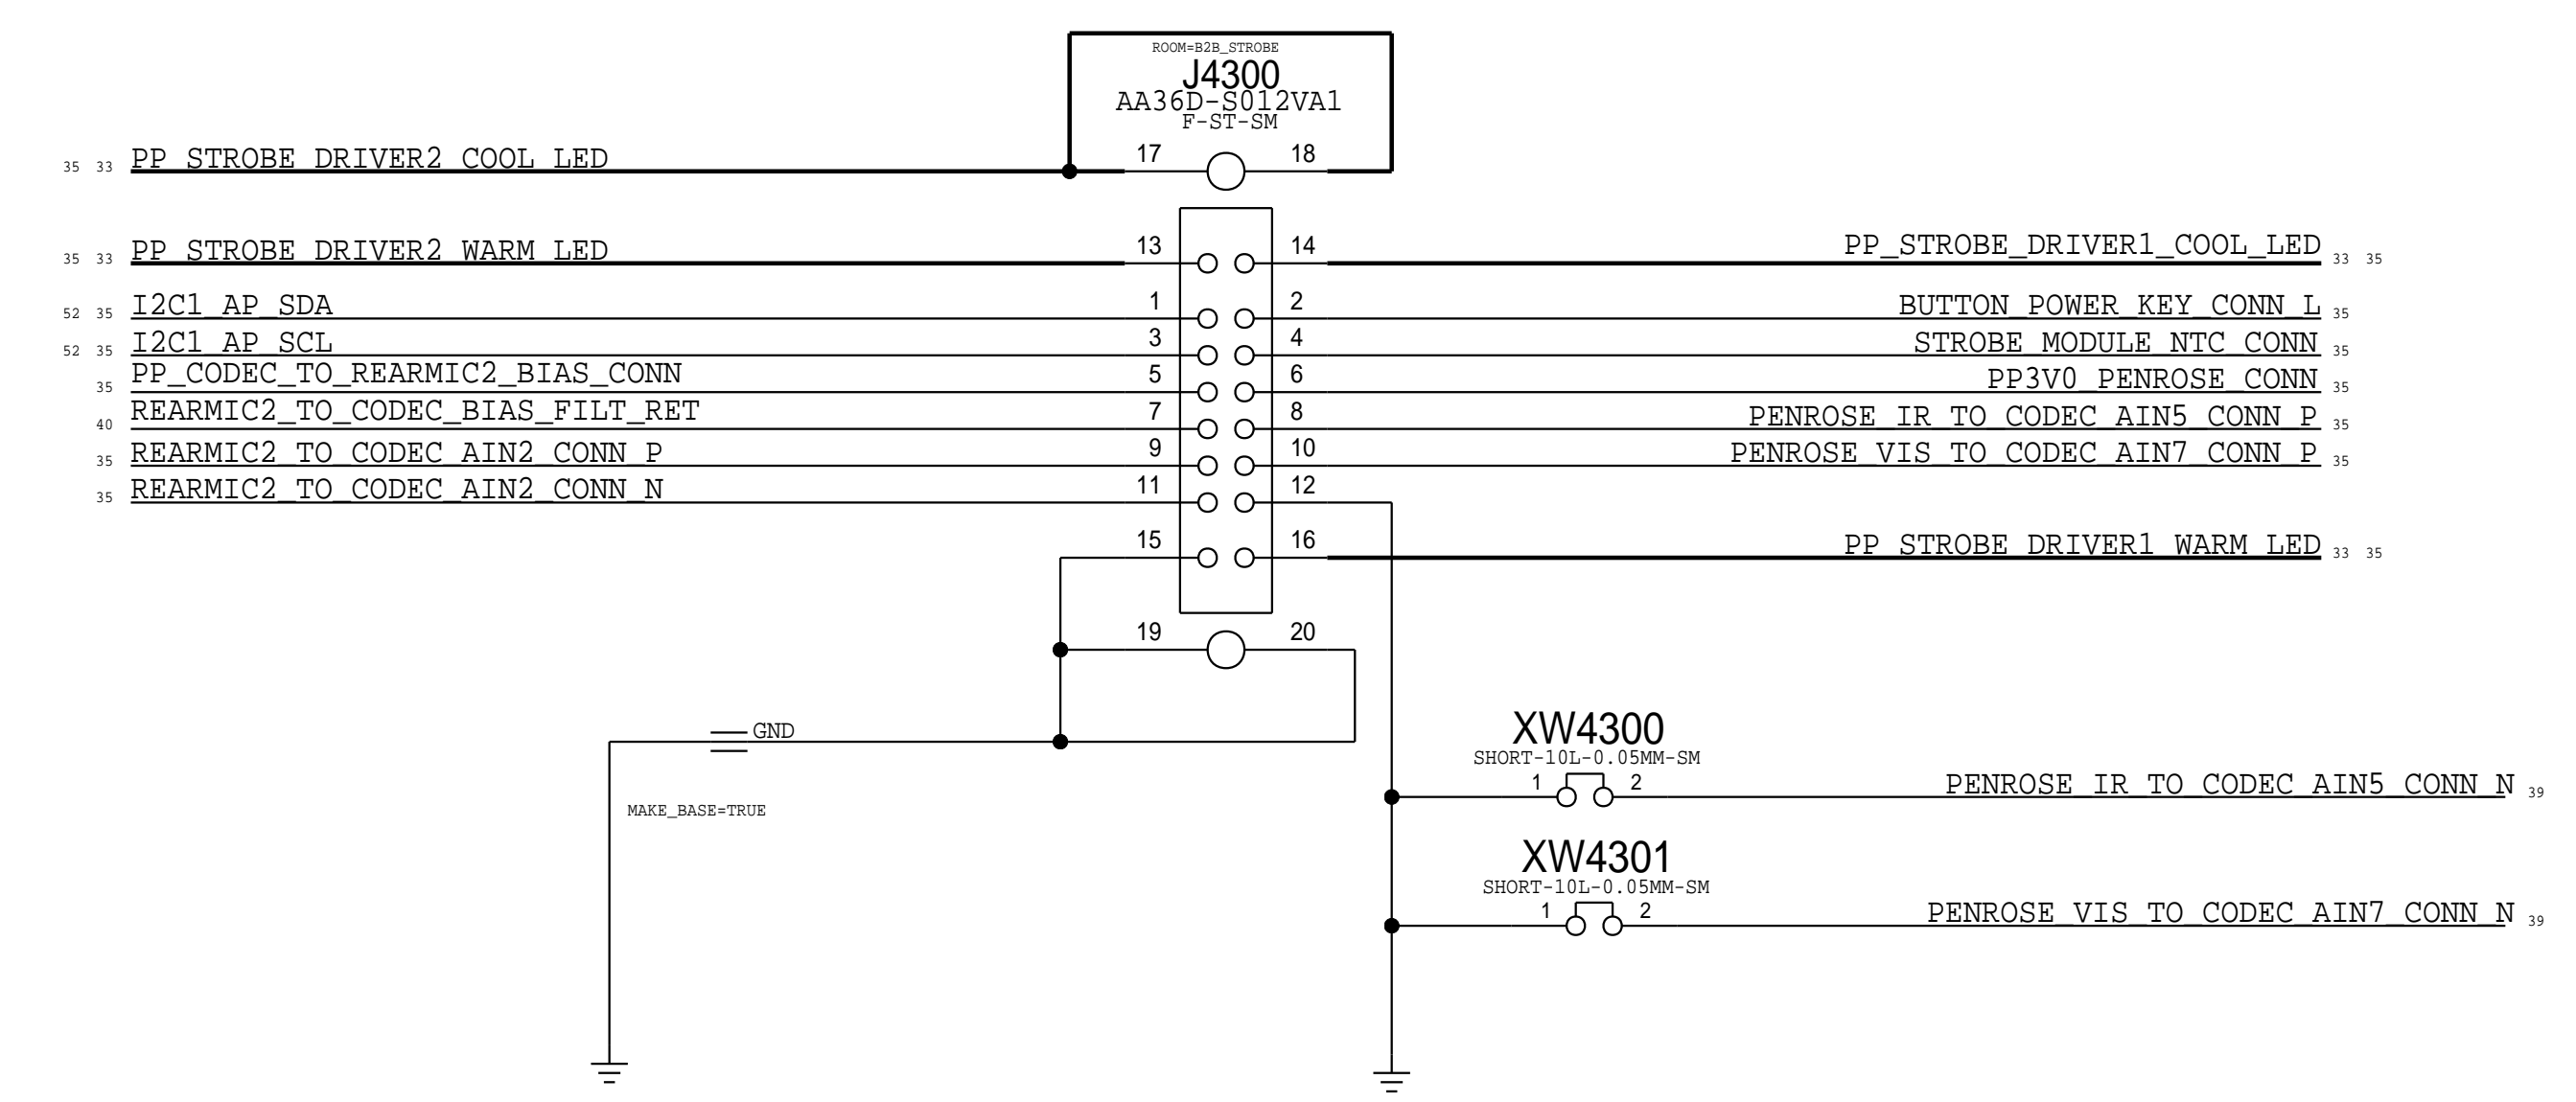 ROOM=B2B_STROBE
J4300
AA36D-S012VA1
F-ST-SM
35 33 PP_STROBE_DRIVER2_COOL_LED 17 18
35 33 PP_STROBE_DRIVER2_WARM_LED 13 14 PP_STROBE_DRIVER1_COOL_LED 33 35
52 35 I2C1_AP_SDA 1 2 BUTTON_POWER_KEY_CONN_L 35
52 35 I2C1_AP_SCL 3 4 STROBE_MODULE_NTC_CONN 35
35 PP_CODEC_TO_REARMIC2_BIAS_CONN 5 6 PP3V0_PENROSE_CONN 35
40 REARMIC2_TO_CODEC_BIAS_FILT_RET 7 8 PENROSE_IR_TO_CODEC_AIN5_CONN_P 35
35 REARMIC2_TO_CODEC_AIN2_CONN_P 9 10 PENROSE_VIS_TO_CODEC_AIN7_CONN_P 35
35 REARMIC2_TO_CODEC_AIN2_CONN_N 11 12
15 16 PP_STROBE_DRIVER1_WARM_LED 33 35
19 20
GND
MAKE_BASE=TRUE
XW4300
SHORT-10L-0.05MM-SM
1 2 PENROSE_IR_TO_CODEC_AIN5_CONN_N 39
XW4301
SHORT-10L-0.05MM-SM
1 2 PENROSE_VIS_TO_CODEC_AIN7_CONN_N 39